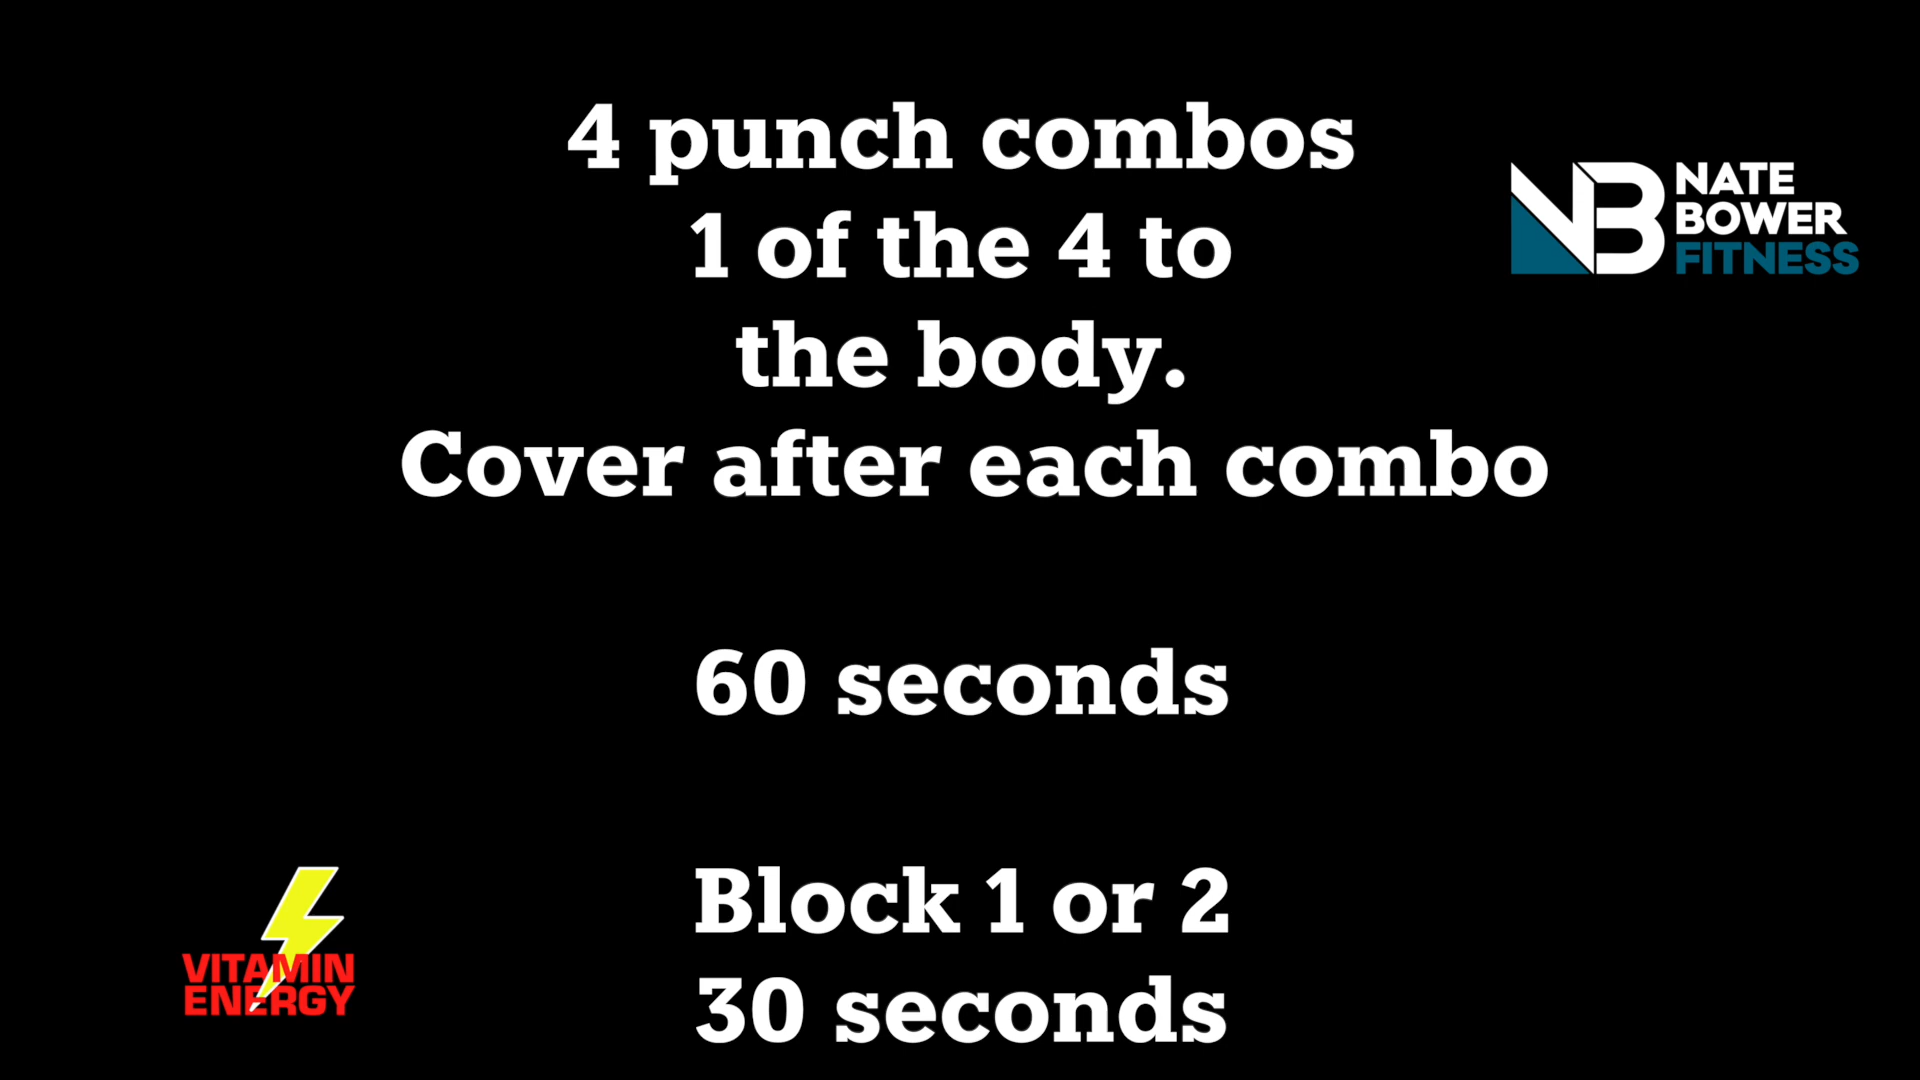 4 punch combos
1 of the 4 to
the body.
Cover after each combo
60 seconds
Block 1 or 2
30 seconds
NB NATE
BOWER
FITNESS
VITAMIN
ENERGY